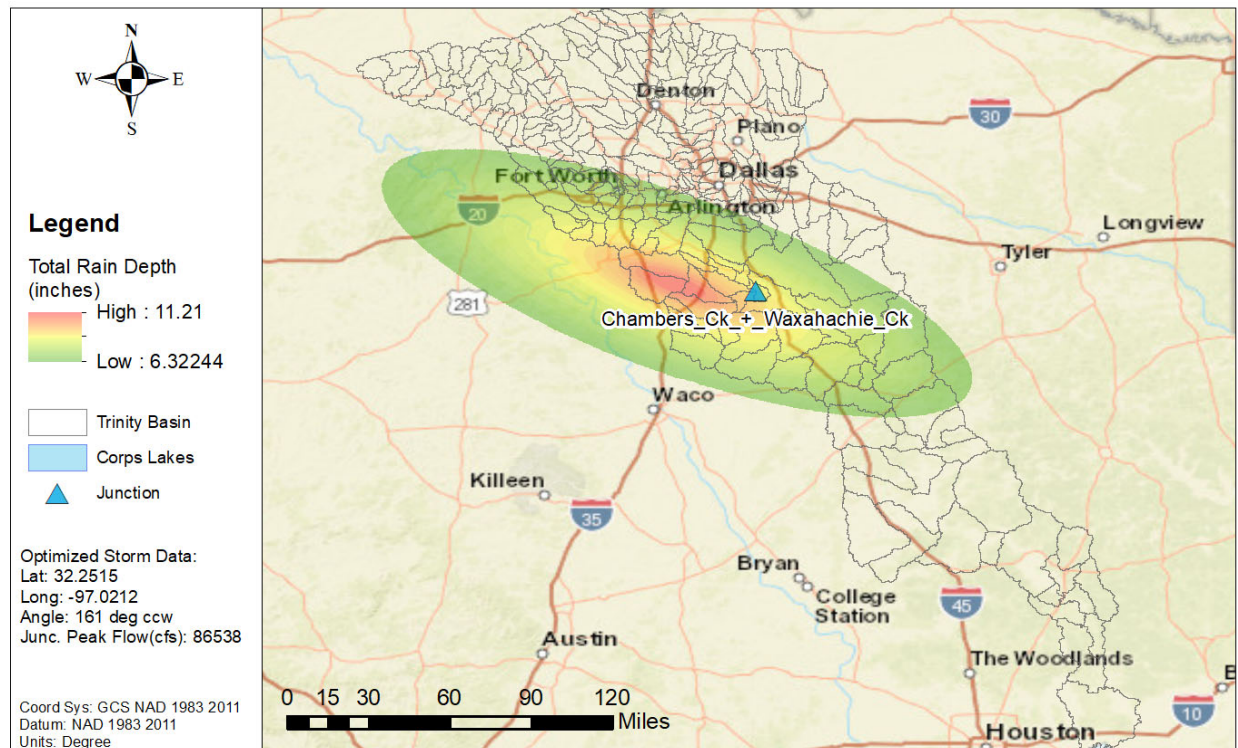 N
W
E
S
Legend
Total Rain Depth
(inches)
High : 11.21
Low : 6.32244
Trinity Basin
Corps Lakes
Junction
Optimized Storm Data:
Lat: 32.2515
Long: -97.0212
Angle: 161 deg ccw
Junc. Peak Flow(cfs): 86538
Coord Sys: GCS NAD 1983 2011
Datum: NAD 1983 2011
Units: Degree
Denton
30
Plano
Dallas
Fort Worth
Arlington
20
Longview
Tyler
281
Chambers_Ck_+_Waxahachie_Ck
Waco
Killeen
35
Bryan
College
Station
45
Austin
The Woodlands
B
10
Houston
0 15 30 60 90 120
Miles